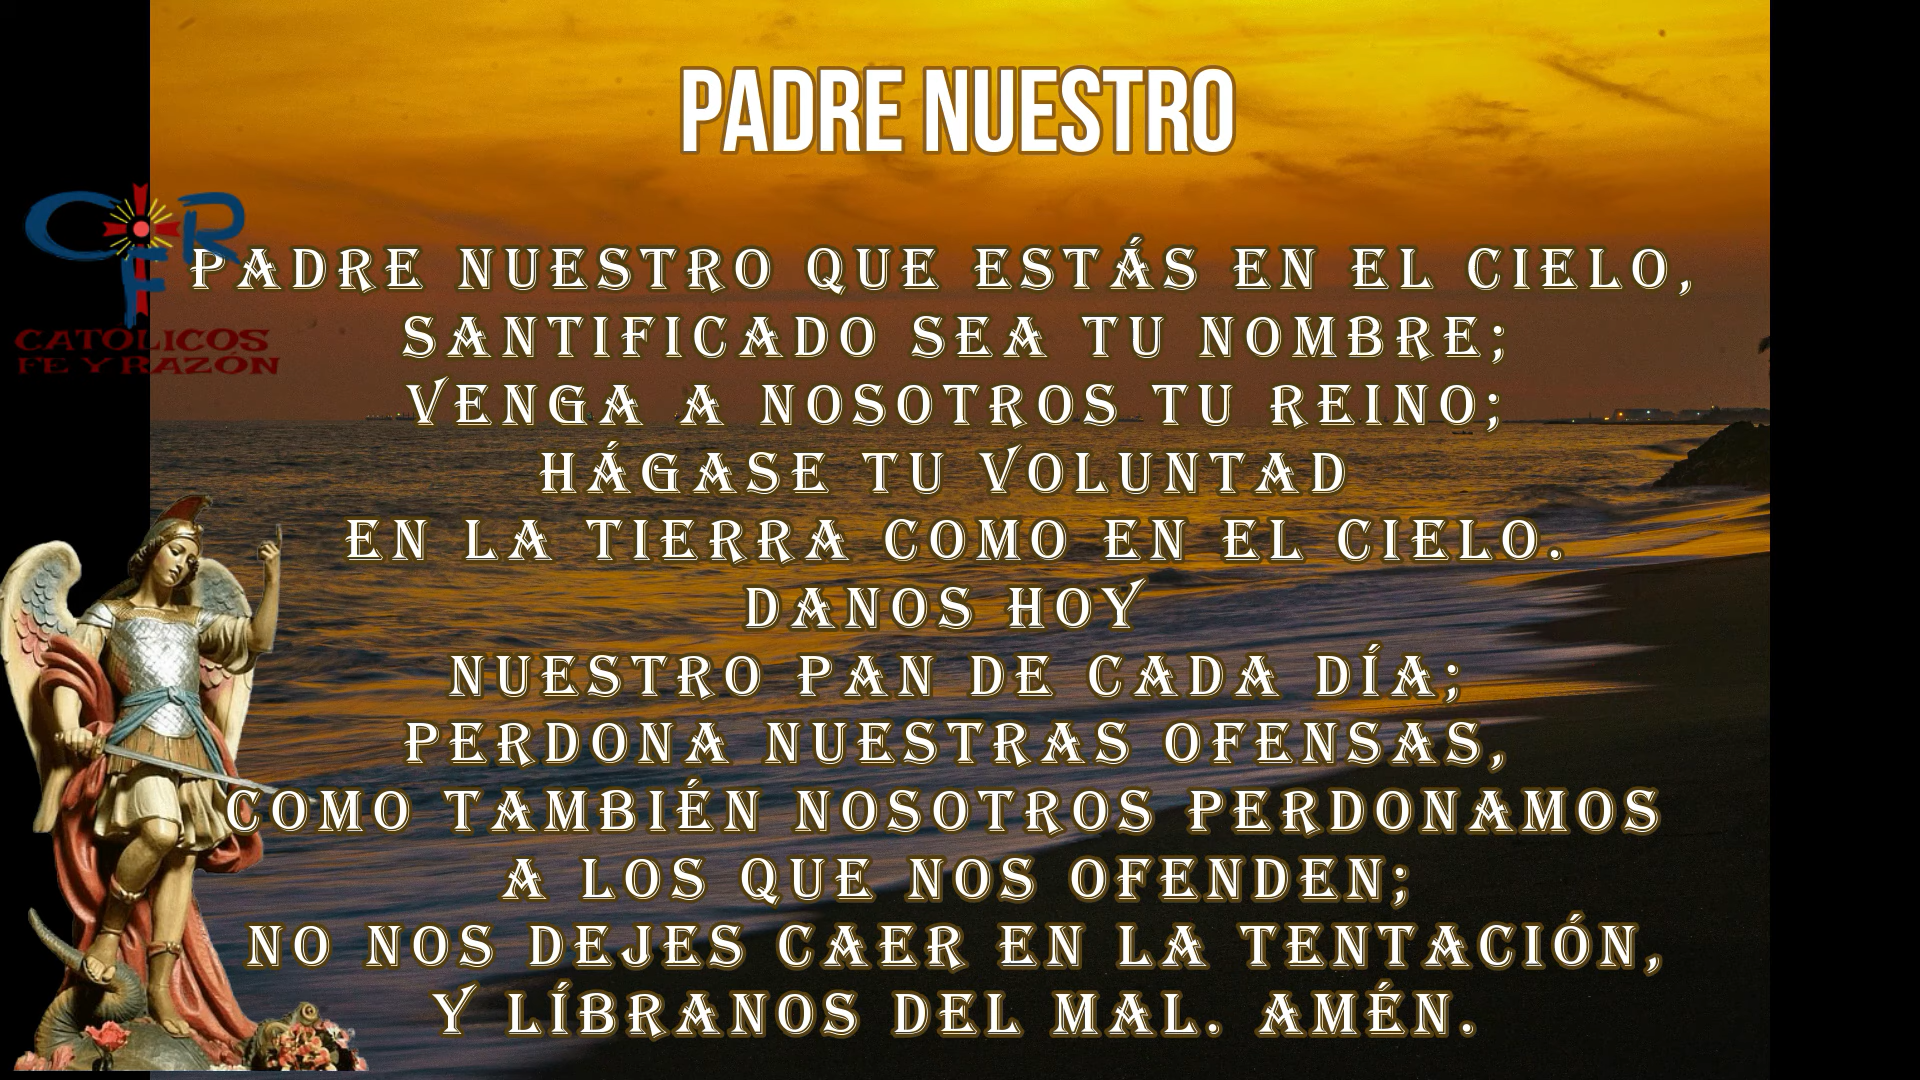 PADRE NUESTRO
CFR
CATÓLICOS
FE Y RAZÓN
PADRE NUESTRO QUE ESTÁS EN EL CIELO,
SANTIFICADO SEA TU NOMBRE;
VENGA A NOSOTROS TU REINO;
HÁGASE TU VOLUNTAD
EN LA TIERRA COMO EN EL CIELO.
DANOS HOY
NUESTRO PAN DE CADA DÍA;
PERDONA NUESTRAS OFENSAS,
COMO TAMBIÉN NOSOTROS PERDONAMOS
A LOS QUE NOS OFENDEN;
NO NOS DEJES CAER EN LA TENTACIÓN,
Y LÍBRANOS DEL MAL. AMÉN.